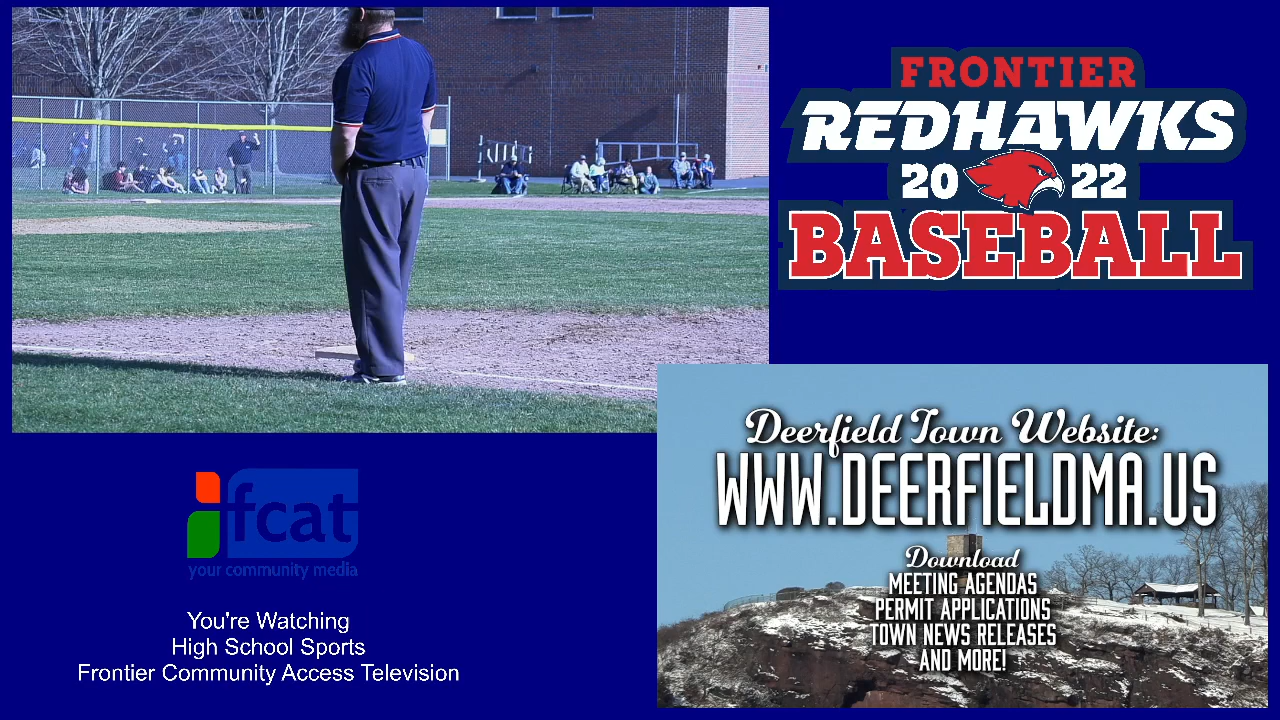 FRONTIER
REDHAWKS
20 22
BASEBALL
Deerfield Town Website:
WWW.DEERFIELDMA.US
Download
MEETING AGENDAS
PERMIT APPLICATIONS
TOWN NEWS RELEASES
AND MORE!
fcat
your community media
You're Watching
High School Sports
Frontier Community Access Television